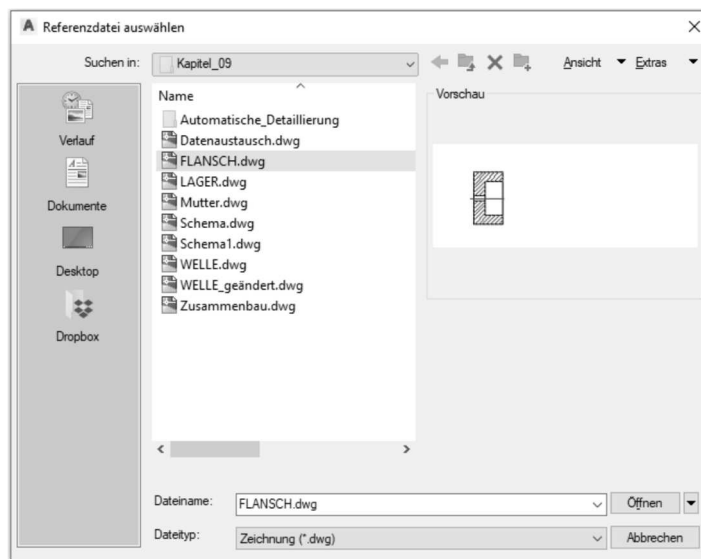 Referenzdatei auswählen
Suchen in: Kapitel_09 Ansicht Extras
Verlauf
Dokumente
Desktop
Dropbox
Name
Automatische_Detaillierung
Datenaustausch.dwg
FLANSCH.dwg
LAGER.dwg
Mutter.dwg
Schema.dwg
Schema1.dwg
WELLE.dwg
WELLE_geändert.dwg
Zusammenbau.dwg
Vorschau
Dateiname: FLANSCH.dwg Öffnen
Dateityp: Zeichnung (*.dwg) Abbrechen